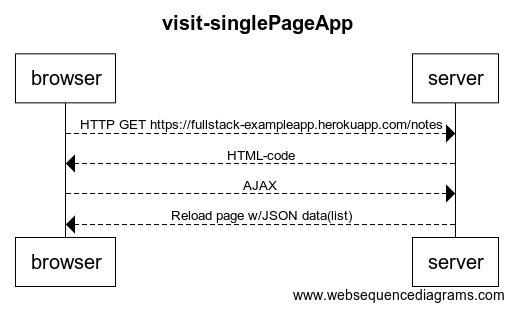 visit-singlePageApp
browser
server
HTTP GET https://fullstack-exampleapp.herokuapp.com/notes
HTML-code
AJAX
Reload page w/JSON data(list)
browser
server
www.websequencediagrams.com